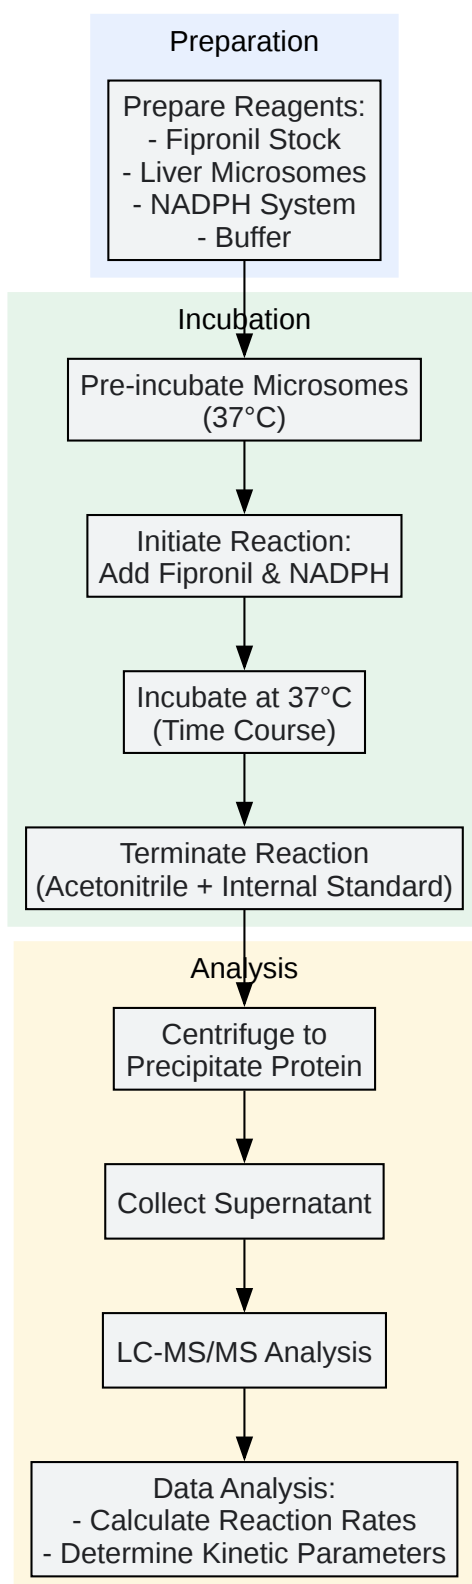 Preparation
Prepare Reagents:
- Fipronil Stock
- Liver Microsomes
- NADPH System
- Buffer
Incubation
Pre-incubate Microsomes
(37°C)
Initiate Reaction:
Add Fipronil & NADPH
Incubate at 37°C
(Time Course)
Terminate Reaction
(Acetonitrile + Internal Standard)
Analysis
Centrifuge to
Precipitate Protein
Collect Supernatant
LC-MS/MS Analysis
Data Analysis:
- Calculate Reaction Rates
- Determine Kinetic Parameters